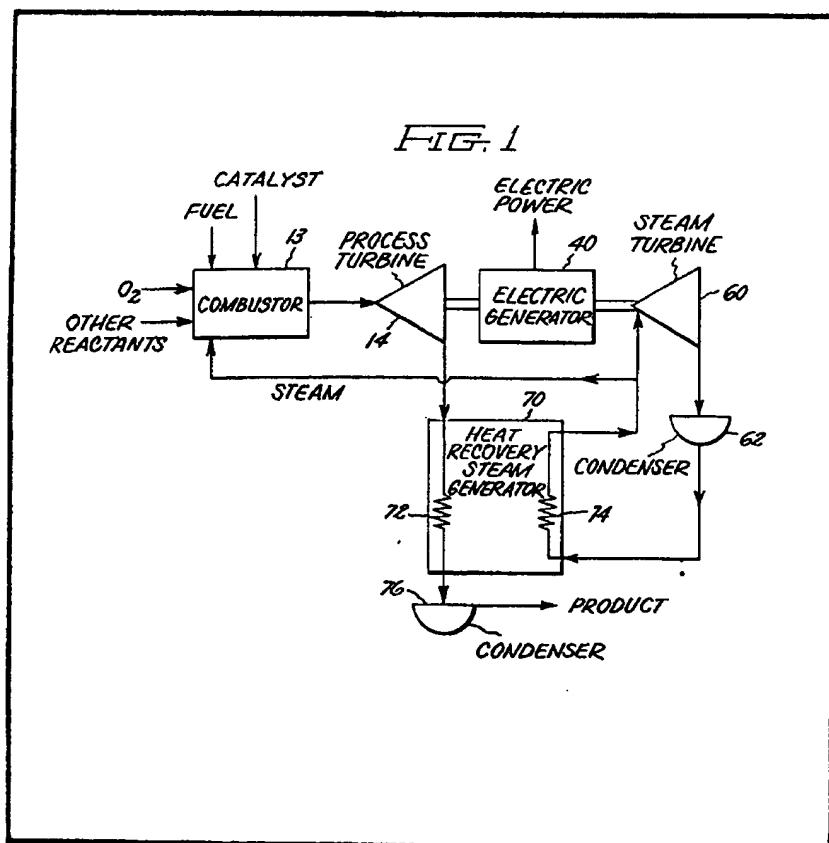 FIG. 1
CATALYST
FUEL
13
O2
OTHER
REACTANTS
COMBUSTOR
PROCESS
TURBINE
14
ELECTRIC
POWER
40
ELECTRIC
GENERATOR
STEAM
TURBINE
60
STEAM
70
HEAT
RECOVERY
STEAM
GENERATOR
72
74
62
CONDENSER
76
PRODUCT
CONDENSER